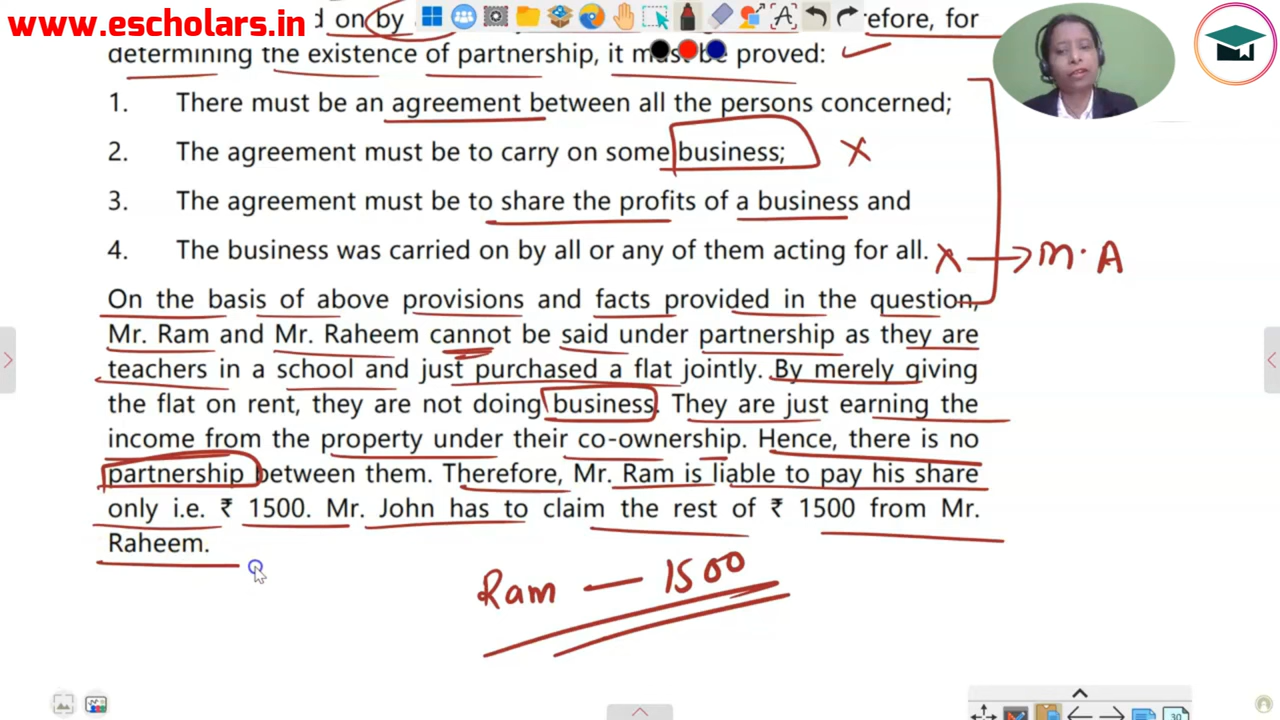 www.escholars.in
on by
refore, for
determining the existence of partnership, it must be proved:
1. There must be an agreement between all the persons concerned;
2. The agreement must be to carry on some business; X
3. The agreement must be to share the profits of a business and
4. The business was carried on by all or any of them acting for all. X → M.A
On the basis of above provisions and facts provided in the question,
Mr. Ram and Mr. Raheem cannot be said under partnership as they are
teachers in a school and just purchased a flat jointly. By merely giving
the flat on rent, they are not doing business. They are just earning the
income from the property under their co-ownership. Hence, there is no
partnership between them. Therefore, Mr. Ram is liable to pay his share
only i.e. ₹ 1500. Mr. John has to claim the rest of ₹ 1500 from Mr.
Raheem.
Ram — 1500
30